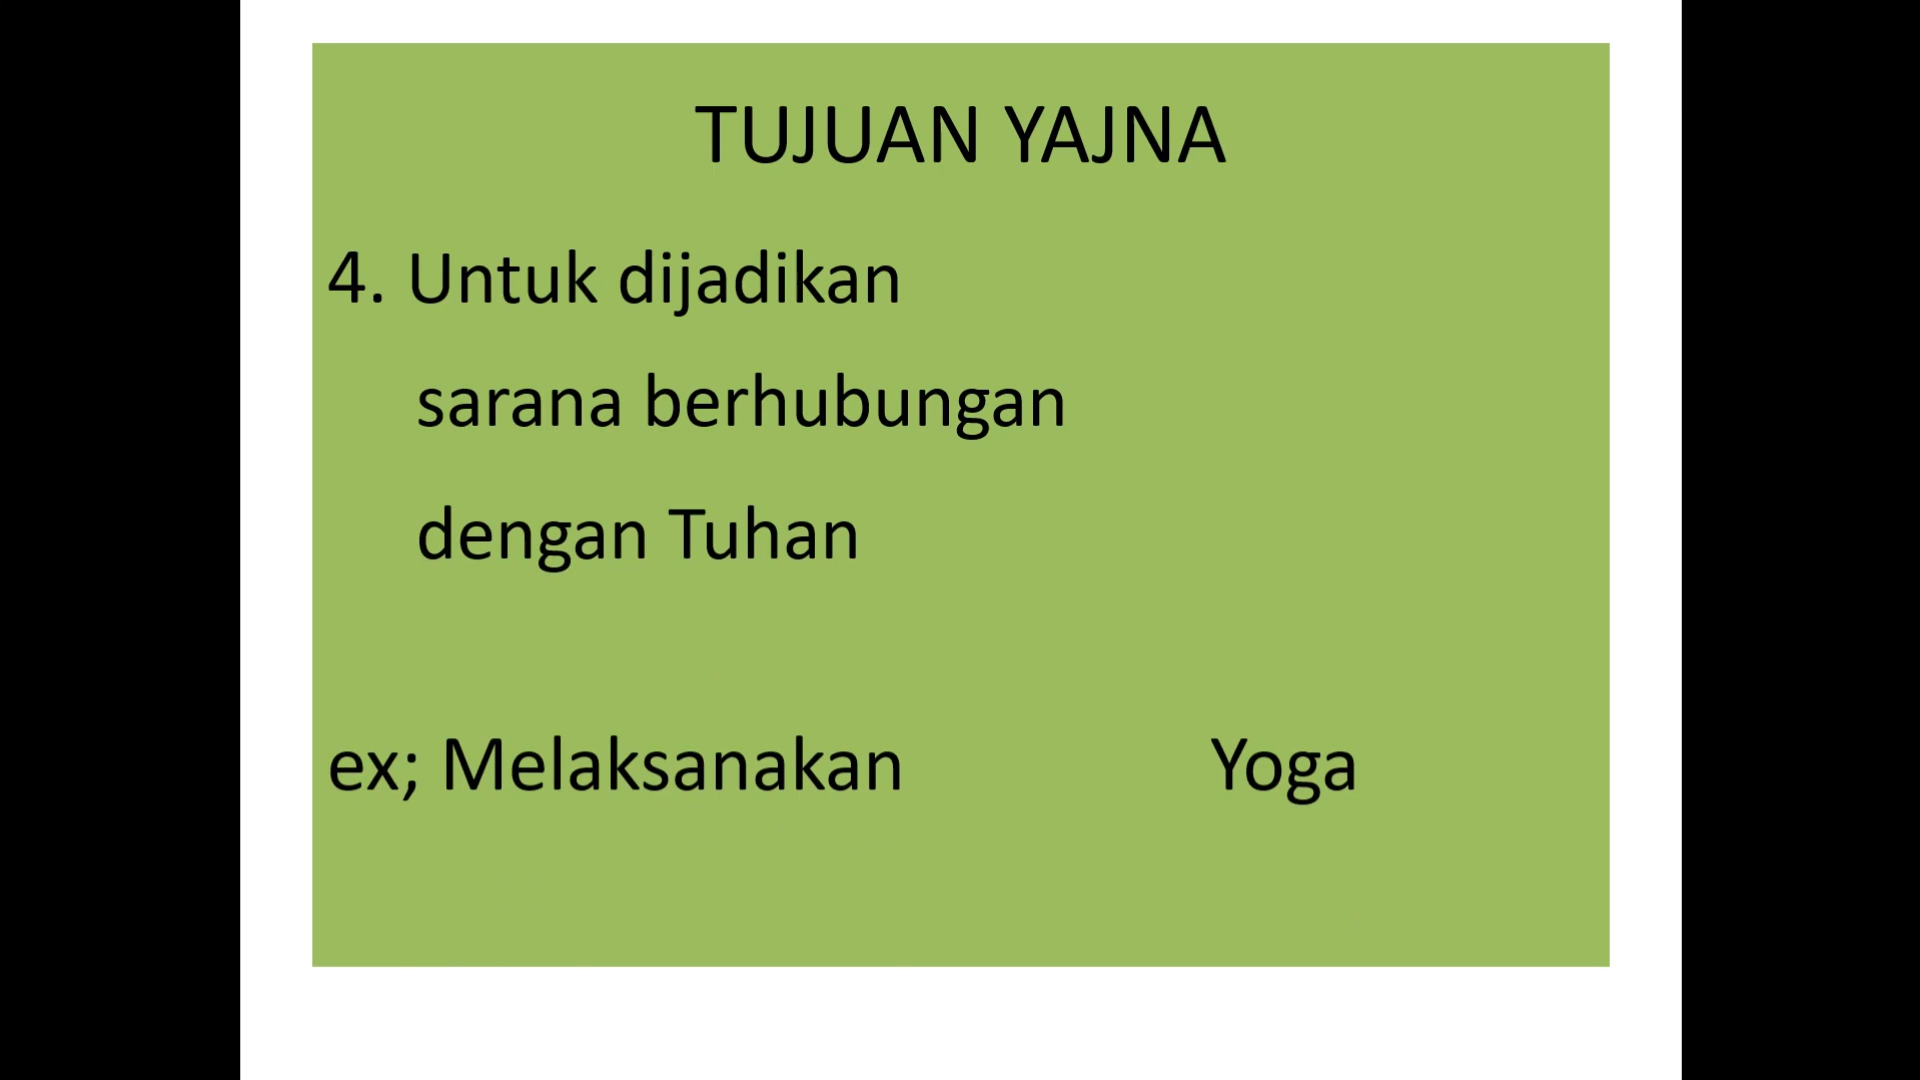 TUJUAN YAJNA
4. Untuk dijadikan
sarana berhubungan
dengan Tuhan
ex; Melaksanakan Yoga